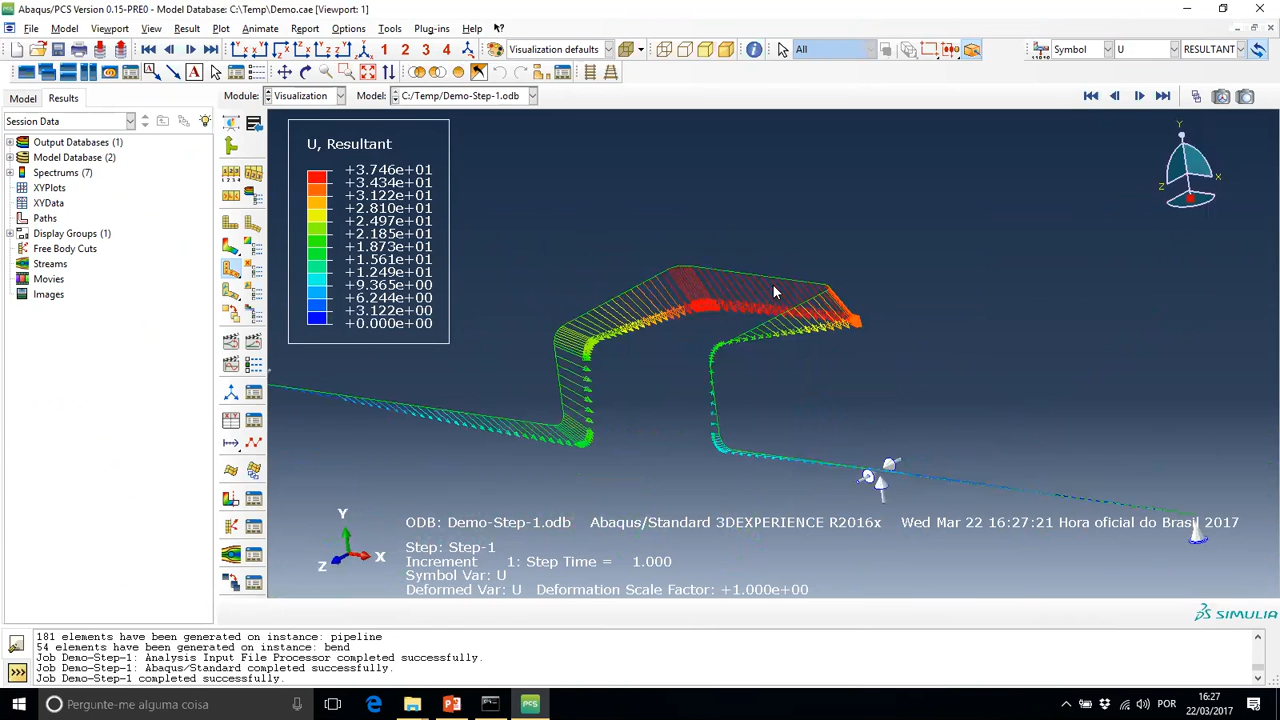 Abaqus/PCS Version 0.15-PRE0 - Model Database: C:\Temp\Demo.cae [Viewport: 1]
File Model Viewport View Result Plot Animate Report Options Tools Plug-ins Help
1 2 3 4 Visualization defaults All Symbol RESULTANT
Model Results Module: Visualization Model: C:/Temp/Demo-Step-1.odb
Session Data
Output Databases (1)
Model Database (2)
Spectrums (7)
XYPlots
XYData
Paths
Display Groups (1)
Free Body Cuts
Streams
Movies
Images
U, Resultant
+3.746e+01
+3.434e+01
+3.122e+01
+2.810e+01
+2.497e+01
+2.185e+01
+1.873e+01
+1.561e+01
+1.249e+01
+9.365e+00
+6.244e+00
+3.122e+00
+0.000e+00
Y
Z X
Y
X
Z
ODB: Demo-Step-1.odb Abaqus/Standard 3DEXPERIENCE R2016x Wed 22 16:27: 1 Hora do Brasil 2017
Step: Step-1
Increment 1: Step Time = 1.000
Symbol Var: U
Deformed Var: U Deformation Scale Factor: +1.000e+00
SIMULIA
181 elements have been generated on instance: pipeline
54 elements have been generated on instance: bend
Job Demo-Step-1: Analysis Input File Processor completed successfully.
Job Demo-Step-1: Abaqus/Standard completed successfully.
Job Demo-Step-1 completed successfully.
Pergunte-me alguma coisa
PCS
POR
16:27
22/03/2017